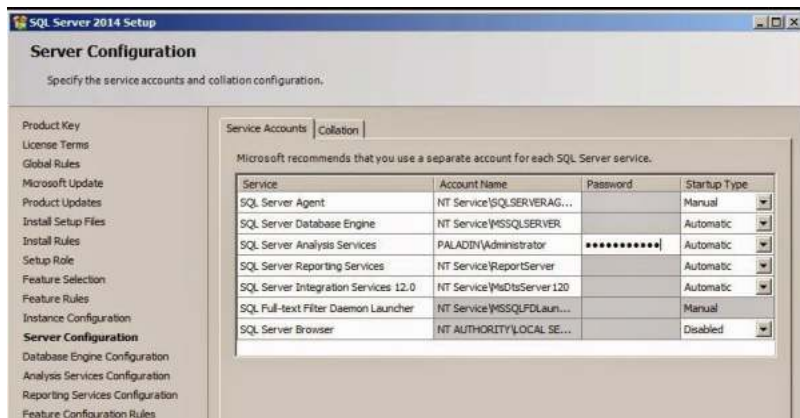 SQL Server 2014 Setup
Server Configuration
Specify the service accounts and collation configuration.
Product Key
License Terms
Global Rules
Microsoft Update
Product Updates
Install Setup Files
Install Rules
Setup Role
Feature Selection
Feature Rules
Instance Configuration
Server Configuration
Database Engine Configuration
Analysis Services Configuration
Reporting Services Configuration
Feature Configuration Rules
Service Accounts Collation
Microsoft recommends that you use a separate account for each SQL Server service.
Service Account Name Password Startup Type
SQL Server Agent NT Service\SQLSERVERAG... Manual
SQL Server Database Engine NT Service\MSSQLSERVER Automatic
SQL Server Analysis Services PALADIN\Administrator ●●●●●●●●●●● Automatic
SQL Server Reporting Services NT Service\ReportServer Automatic
SQL Server Integration Services 12.0 NT Service\MsDtsServer120 Automatic
SQL Full-text Filter Daemon Launcher NT Service\MSSQLFDLaun... Manual
SQL Server Browser NT AUTHORITY\LOCAL SE... Disabled